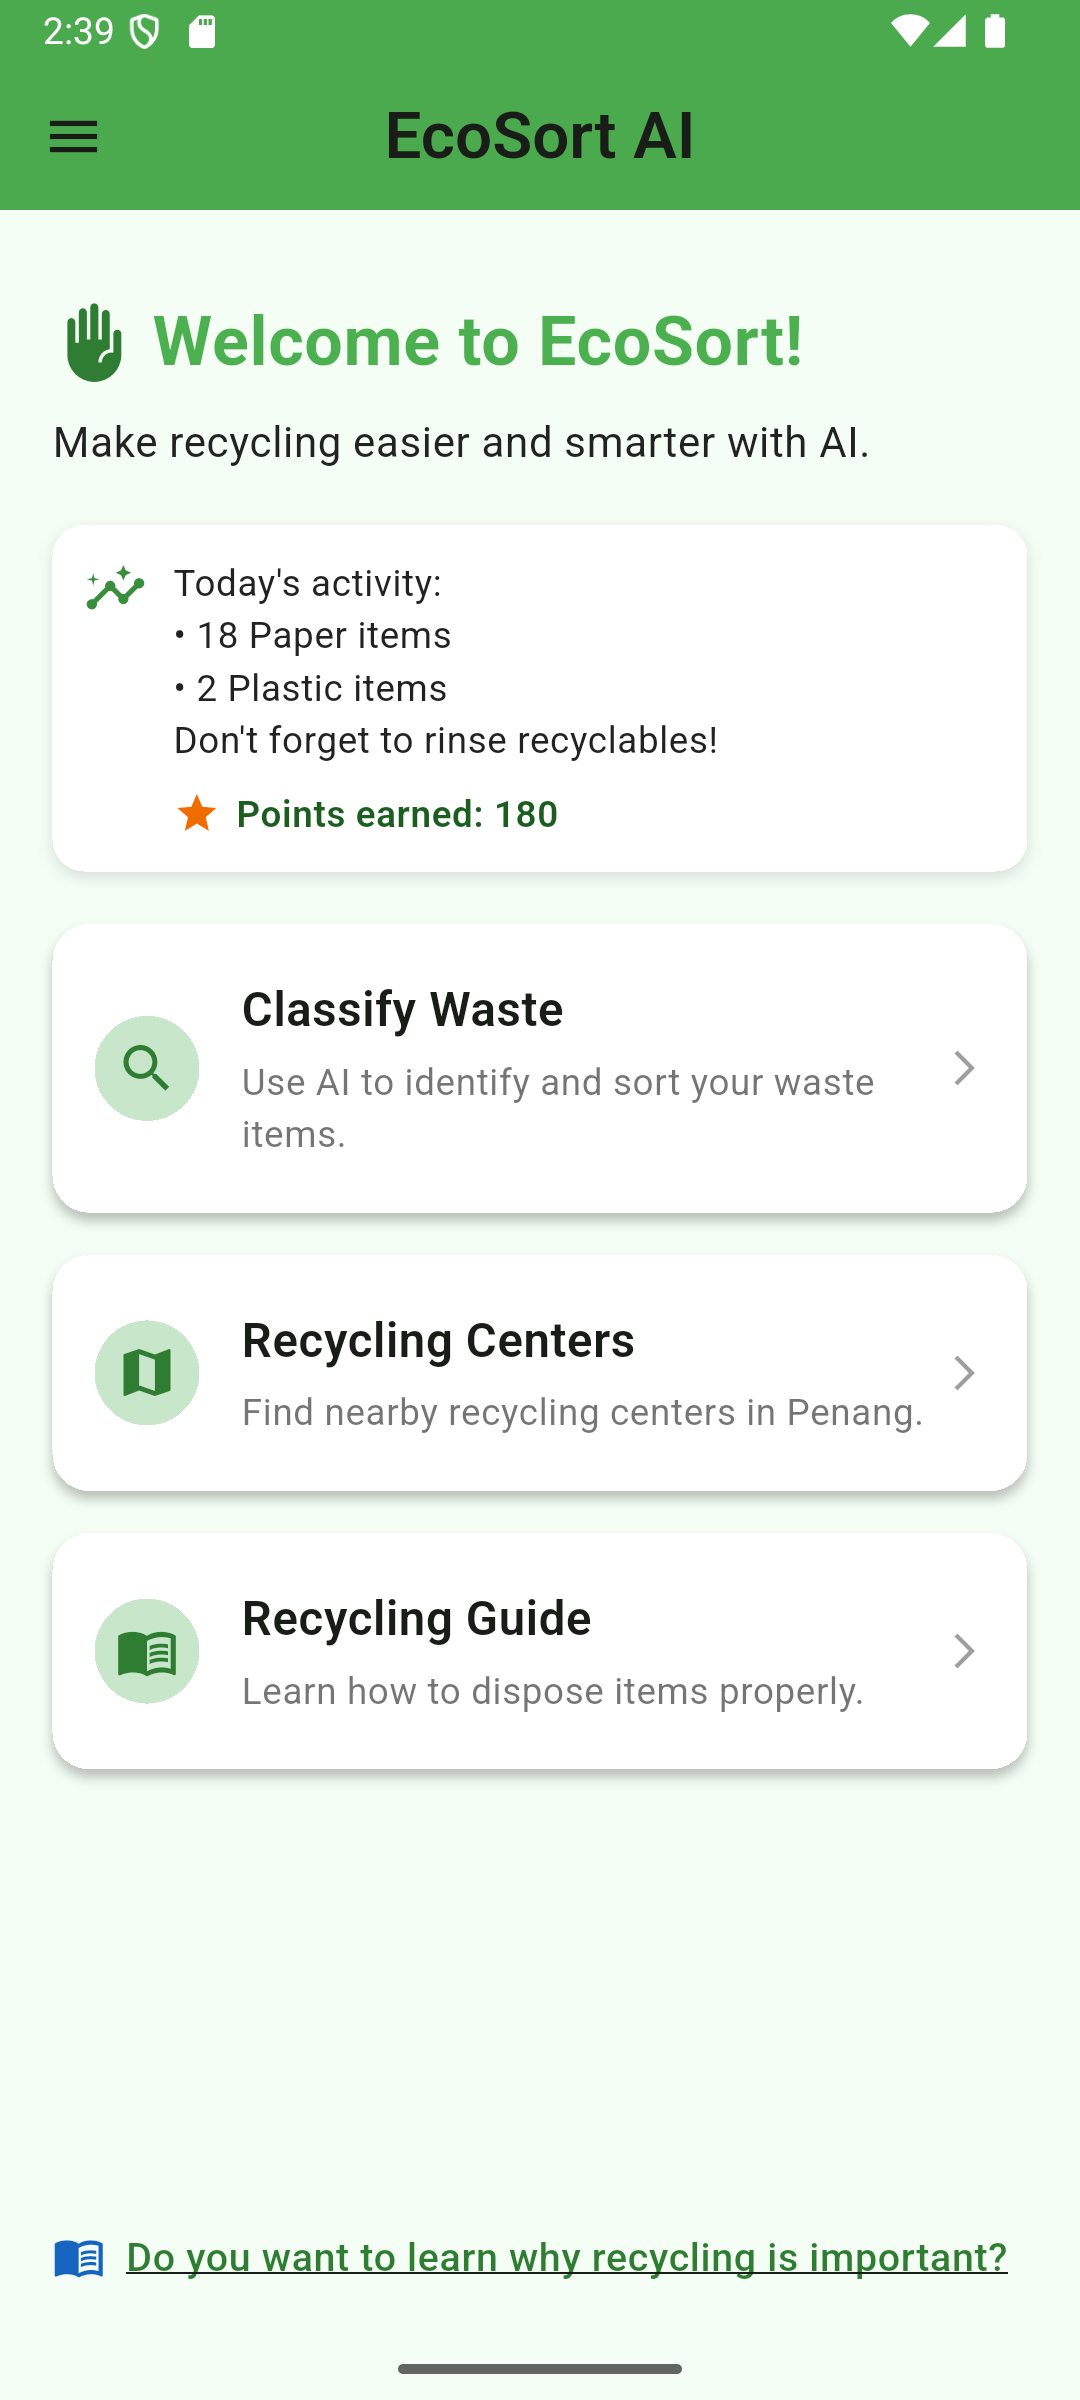 2:39
EcoSort AI
Welcome to EcoSort!
Make recycling easier and smarter with AI.
Today's activity:
• 18 Paper items
• 2 Plastic items
Don't forget to rinse recyclables!
Points earned: 180
Classify Waste
Use AI to identify and sort your waste
items.
Recycling Centers
Find nearby recycling centers in Penang.
Recycling Guide
Learn how to dispose items properly.
Do you want to learn why recycling is important?